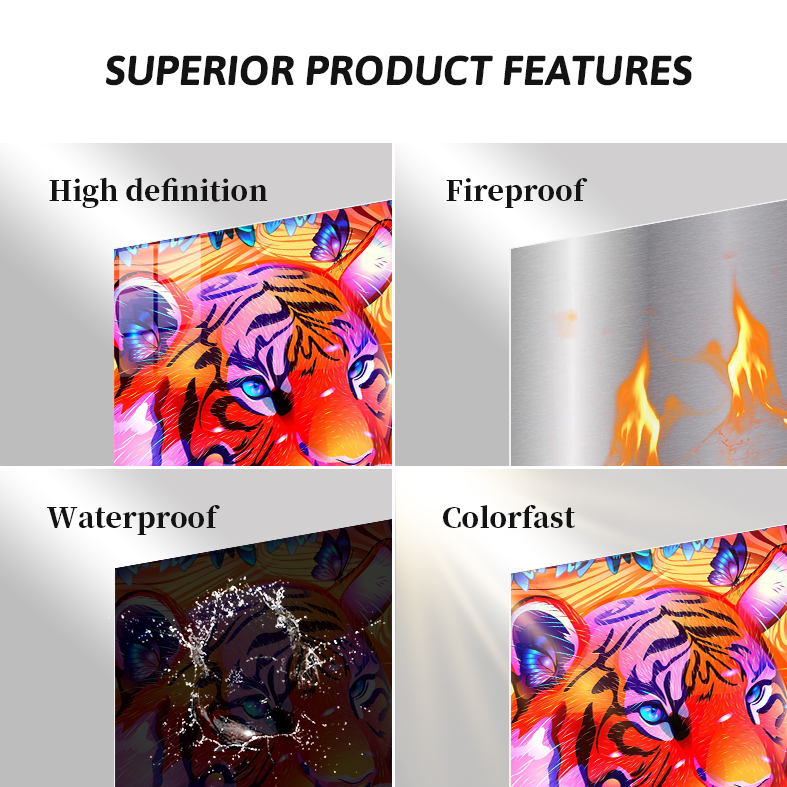 SUPERIOR PRODUCT FEATURES
High definition
Fireproof
Waterproof
Colorfast